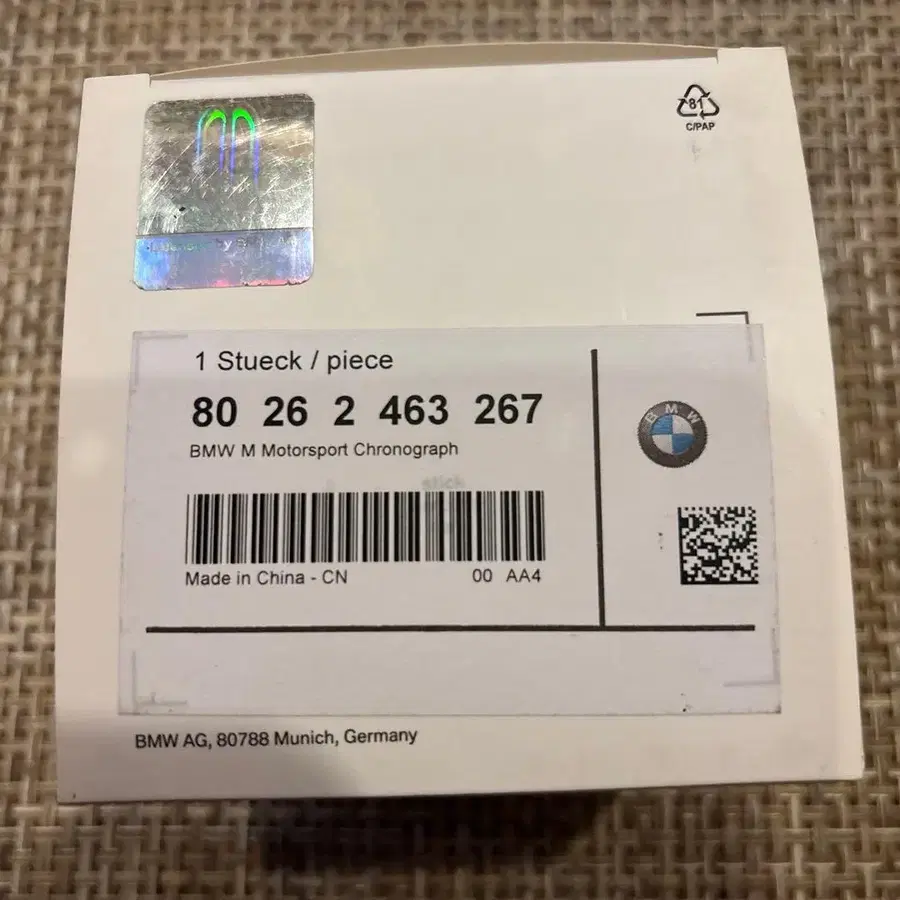 81
C/PAP
1 Stueck / piece
80 26 2 463 267
BMW M Motorsport Chronograph
BMW
Made in China - CN
00 AA4
BMW AG, 80788 Munich, Germany